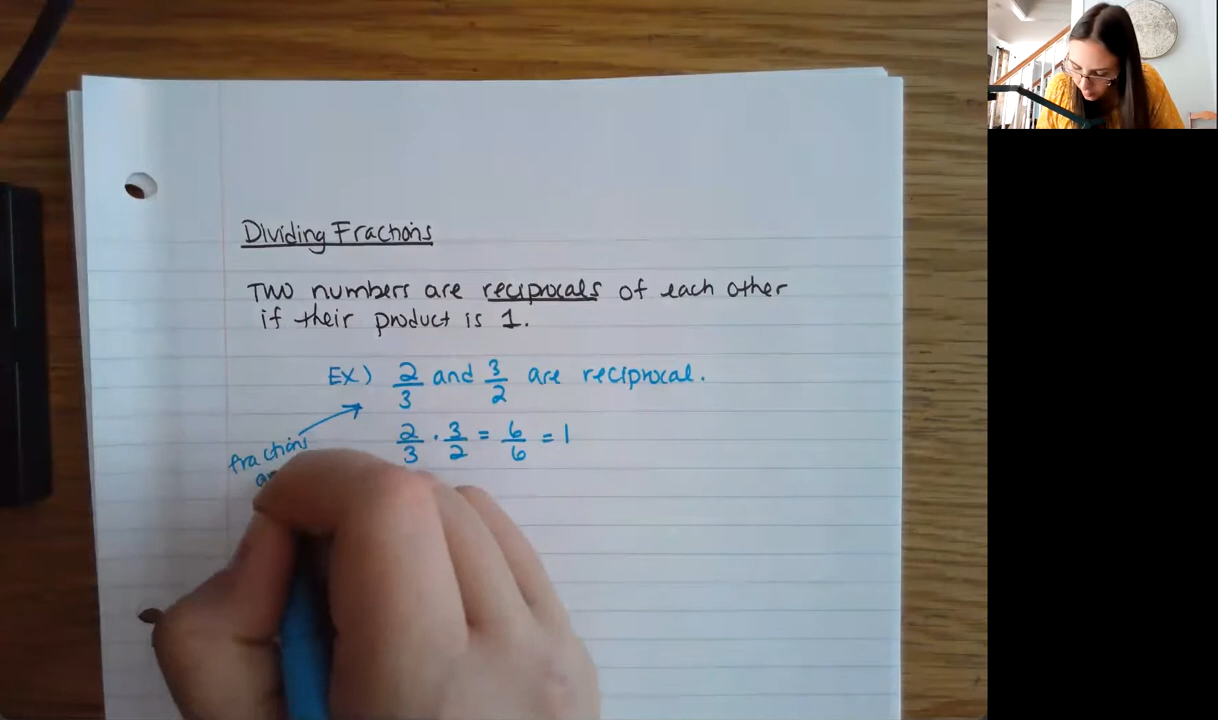 Dividing Fractions
Two numbers are reciprocals of each other
if their product is 1.
EX) 2/3 and 3/2 are reciprocal.
2/3 · 3/2 = 6/6 = 1
fractions